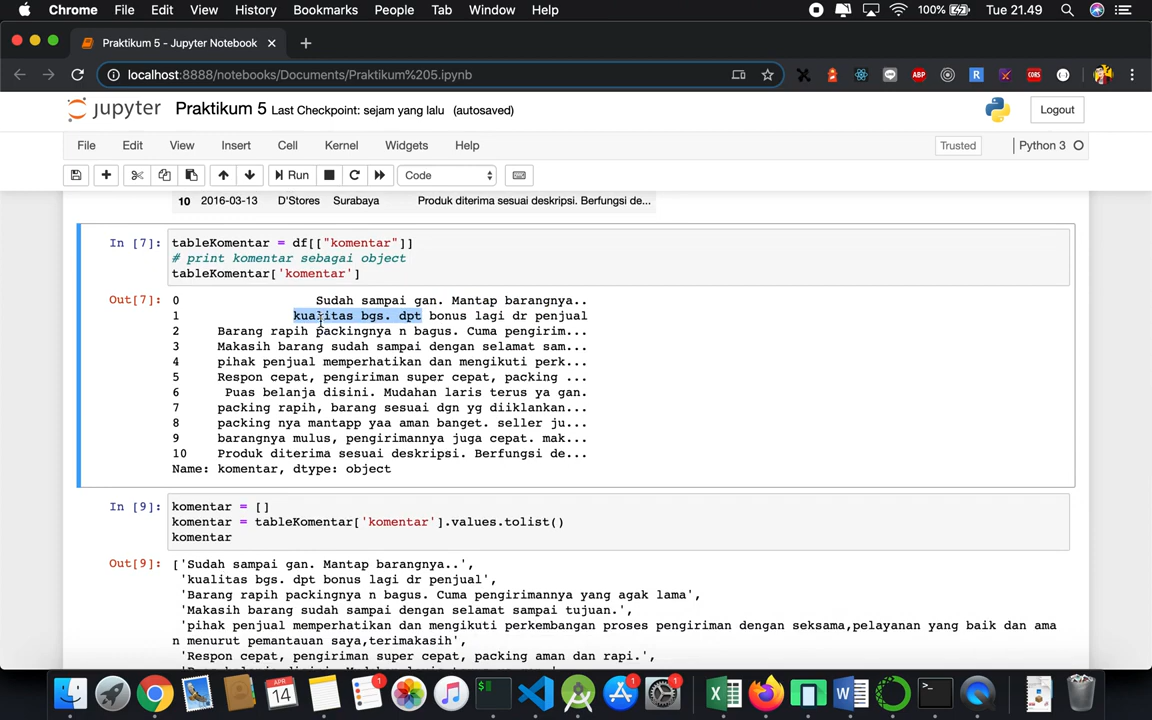 Chrome File Edit View History Bookmarks People Tab Window Help 100% Tue 21.49
Praktikum 5 - Jupyter Notebook
localhost:8888/notebooks/Documents/Praktikum%205.ipynb
jupyter Praktikum 5 Last Checkpoint: sejam yang lalu (autosaved) Logout
File Edit View Insert Cell Kernel Widgets Help Trusted Python 3
Run Code
10 2016-03-13 D'Stores Surabaya Produk diterima sesuai deskripsi. Berfungsi de...
In [7]: tableKomentar = df[["komentar"]]
# print komentar sebagai object
tableKomentar['komentar']
Out[7]: 0 Sudah sampai gan. Mantap barangnya..
1 kualitas bgs. dpt bonus lagi dr penjual
2 Barang rapih packingnya n bagus. Cuma pengirim...
3 Makasih barang sudah sampai dengan selamat sam...
4 pihak penjual memperhatikan dan mengikuti perk...
5 Respon cepat, pengiriman super cepat, packing ...
6 Puas belanja disini. Mudahan laris terus ya gan.
7 packing rapih, barang sesuai dgn yg diiklankan...
8 packing nya mantapp yaa aman banget. seller ju...
9 barangnya mulus, pengirimannya juga cepat. mak...
10 Produk diterima sesuai deskripsi. Berfungsi de...
Name: komentar, dtype: object
In [9]: komentar = []
komentar = tableKomentar['komentar'].values.tolist()
komentar
Out[9]: ['Sudah sampai gan. Mantap barangnya..',
'kualitas bgs. dpt bonus lagi dr penjual',
'Barang rapih packingnya n bagus. Cuma pengirimannya yang agak lama',
'Makasih barang sudah sampai dengan selamat sampai tujuan.',
'pihak penjual memperhatikan dan mengikuti perkembangan proses pengiriman dengan seksama,pelayanan yang baik dan ama
n menurut pemantauan saya,terimakasih',
'Respon cepat, pengiriman super cepat, packing aman dan rapi.',